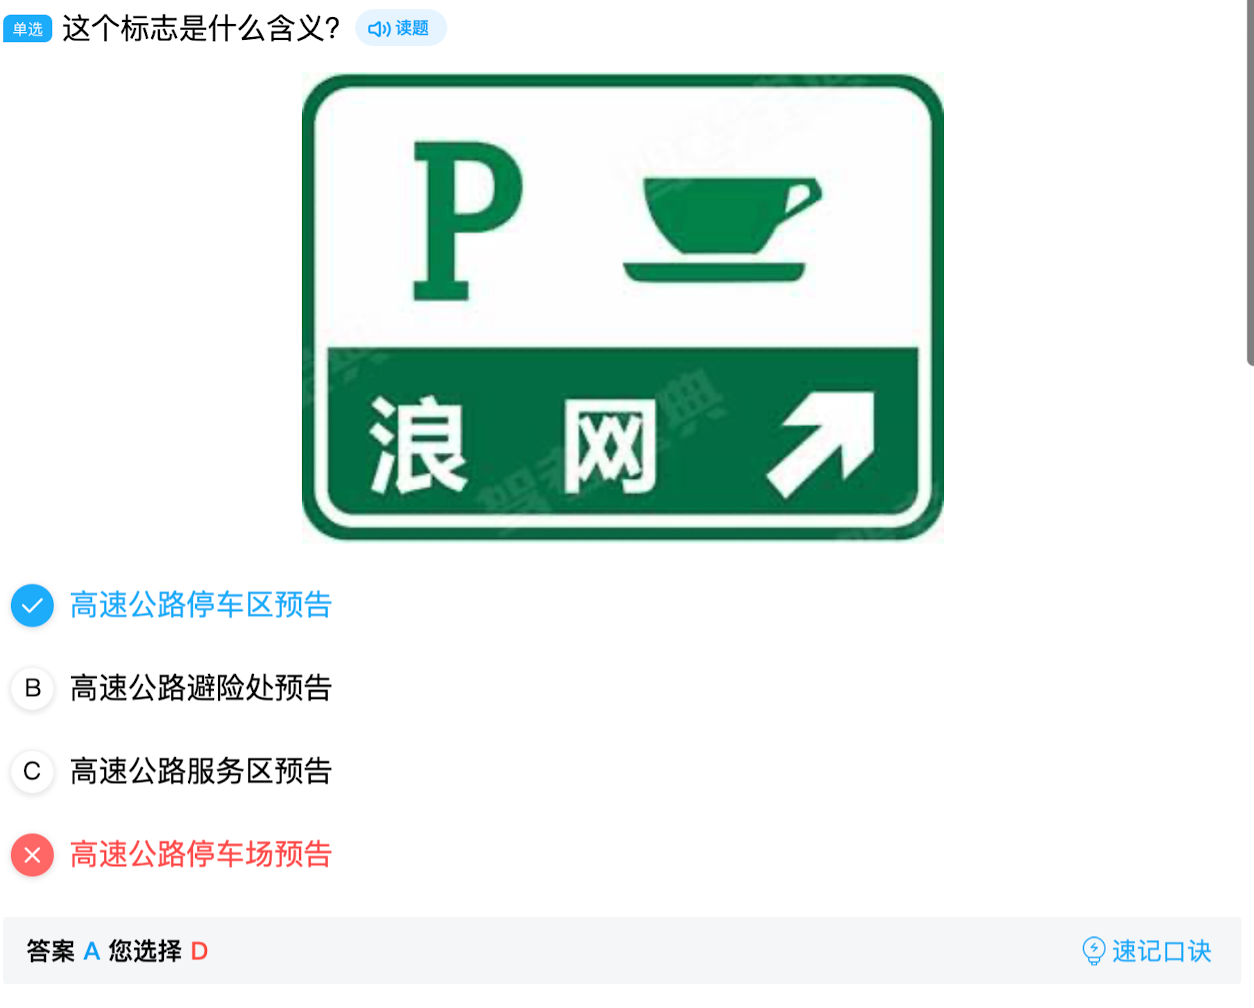 单选 这个标志是什么含义? 读题
P
浪 网
高速公路停车区预告
B 高速公路避险处预告
C 高速公路服务区预告
高速公路停车场预告
答案 A 您选择 D 速记口诀